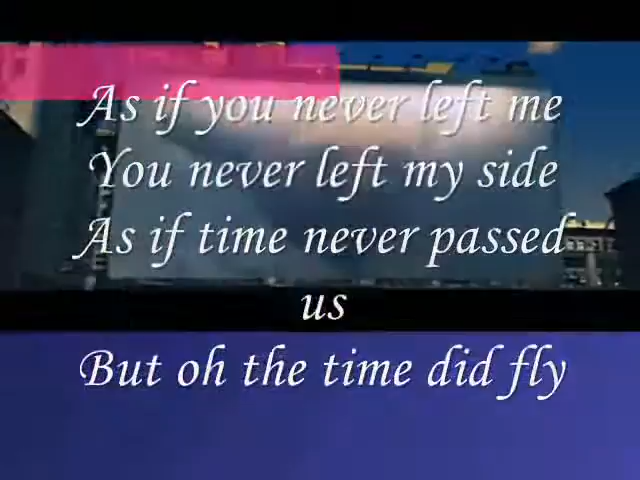 As if you never left me
You never left my side
As if time never passed
us
But oh the time did fly